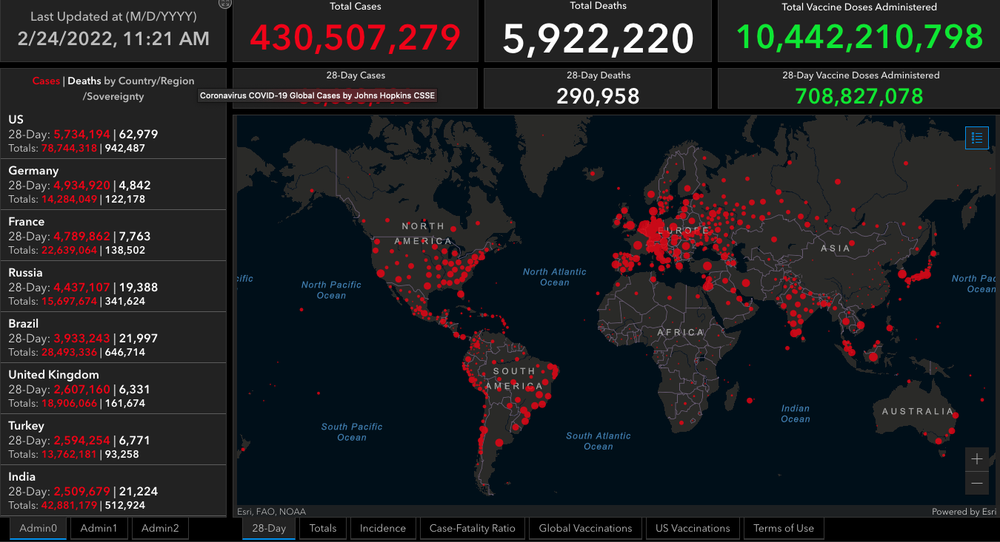 Last Updated at (M/D/YYYY)
2/24/2022, 11:21 AM
Total Cases
430,507,279
Total Deaths
5,922,220
Total Vaccine Doses Administered
10,442,210,798
28-Day Cases
28-Day Deaths
290,958
28-Day Vaccine Doses Administered
708,827,078
Coronavirus COVID-19 Global Cases by Johns Hopkins CSSE
Cases | Deaths by Country/Region
/Sovereignty
US
28-Day: 5,734,194 | 62,979
Totals: 78,744,318 | 942,487
Germany
28-Day: 4,934,920 | 4,842
Totals: 14,284,049 | 122,178
France
28-Day: 4,789,862 | 7,763
Totals: 22,639,064 | 138,502
Russia
28-Day: 4,437,107 | 19,388
Totals: 15,697,674 | 341,624
Brazil
28-Day: 3,933,243 | 21,997
Totals: 28,493,336 | 646,714
United Kingdom
28-Day: 2,607,160 | 6,331
Totals: 18,906,066 | 161,674
Turkey
28-Day: 2,594,254 | 6,771
Totals: 13,762,181 | 93,258
India
28-Day: 2,509,679 | 21,224
Totals: 42,881,179 | 512,924
NORTH
AMERICA
EUROPE
ASIA
cific
North Pacific
Ocean
North Atlantic
Ocean
North Pac
Ocean
AFRICA
SOUTH
AMERICA
South Pacific
Ocean
South Atlantic
Ocean
Indian
Ocean
AUSTRALIA
+
−
Esri, FAO, NOAA
Powered by Esri
Admin0
Admin1
Admin2
28-Day
Totals
Incidence
Case-Fatality Ratio
Global Vaccinations
US Vaccinations
Terms of Use